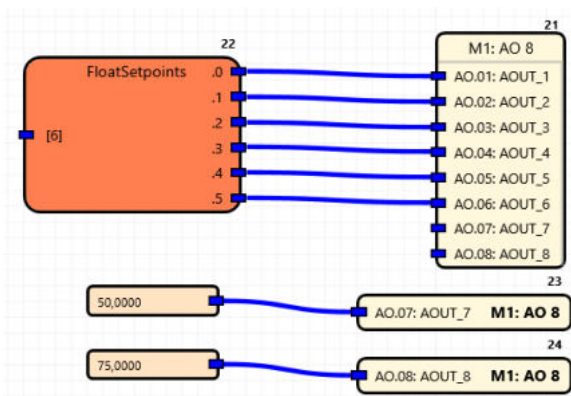 21
22
M1: AO 8
FloatSetpoints .0
AO.01: AOUT_1
.1
AO.02: AOUT_2
.2
AO.03: AOUT_3
[6]
.3
AO.04: AOUT_4
.4
AO.05: AOUT_5
.5
AO.06: AOUT_6
AO.07: AOUT_7
AO.08: AOUT_8
23
50,0000
AO.07: AOUT_7 M1: AO 8
24
75,0000
AO.08: AOUT_8 M1: AO 8